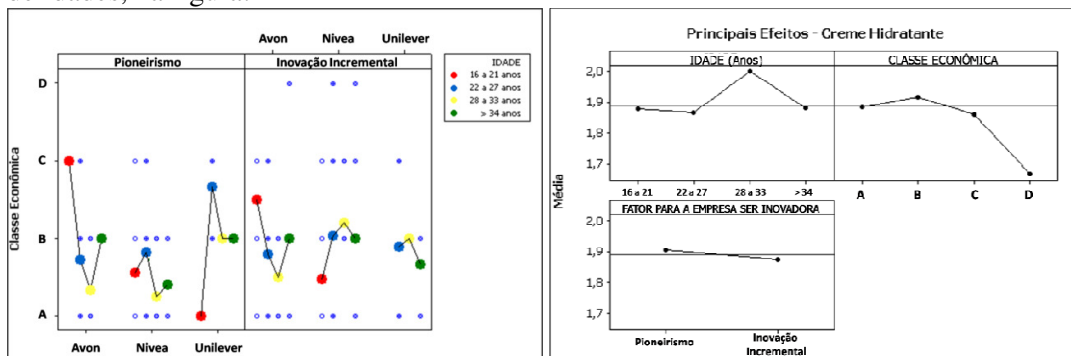 Avon Nivea Unilever
Pioneirismo Inovação Incremental
IDADE
16 a 21 anos
22 a 27 anos
28 a 33 anos
> 34 anos
Classe Econômica
D
C
B
A
Avon Nivea Unilever
Principais Efeitos - Creme Hidratante
IDADE (Anos) CLASSE ECONÔMICA
Média
2,0
1,9
1,8
1,7
16 a 21 22 a 27 28 a 33 >34 A B C D
FATOR PARA A EMPRESA SER INOVADORA
2,0
1,9
1,8
1,7
Pioneirismo Inovação
Incremental